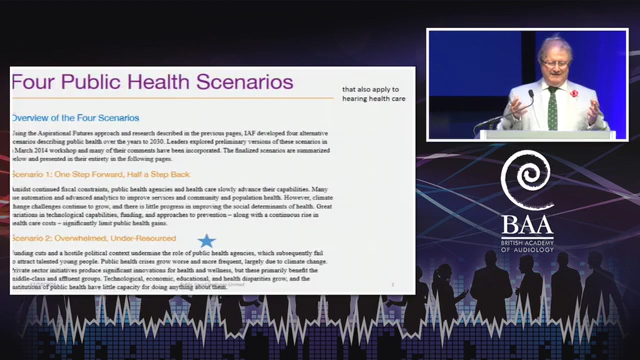 Four Public Health Scenarios
that also apply to
hearing health care
Overview of the Four Scenarios
Using the Aspirational Futures approach and research described in the previous pages, IAF developed four alternative
scenarios describing public health over the years to 2030. Leaders explored preliminary versions of these scenarios in
a March 2014 workshop and many of their comments have been incorporated. The finalized scenarios are summarized
below and presented in their entirety in the following pages.
Scenario 1: One Step Forward, Half a Step Back
Amidst continued fiscal constraints, public health agencies and health care slowly advance their capabilities. Many
use automation and advanced analytics to improve services and community and population health. However, climate
change challenges continue to grow, and there is little progress in improving the social determinants of health. Great
variations in technological capabilities, funding, and approaches to prevention – along with a continuous rise in
health care costs – significantly limit public health gains.
Scenario 2: Overwhelmed, Under-Resourced
Funding cuts and a hostile political context undermine the role of public health agencies, which subsequently fail
to attract talented young people. Public health crises grow worse and more frequent, largely due to climate change.
Private sector initiatives produce significant innovations for health and wellness, but these primarily benefit the
middle-class and affluent groups. Technological, economic, educational, and health disparities grow, and the
institutions of public health have little capacity for doing anything about them.
BAA
BRITISH ACADEMY
OF AUDIOLOGY